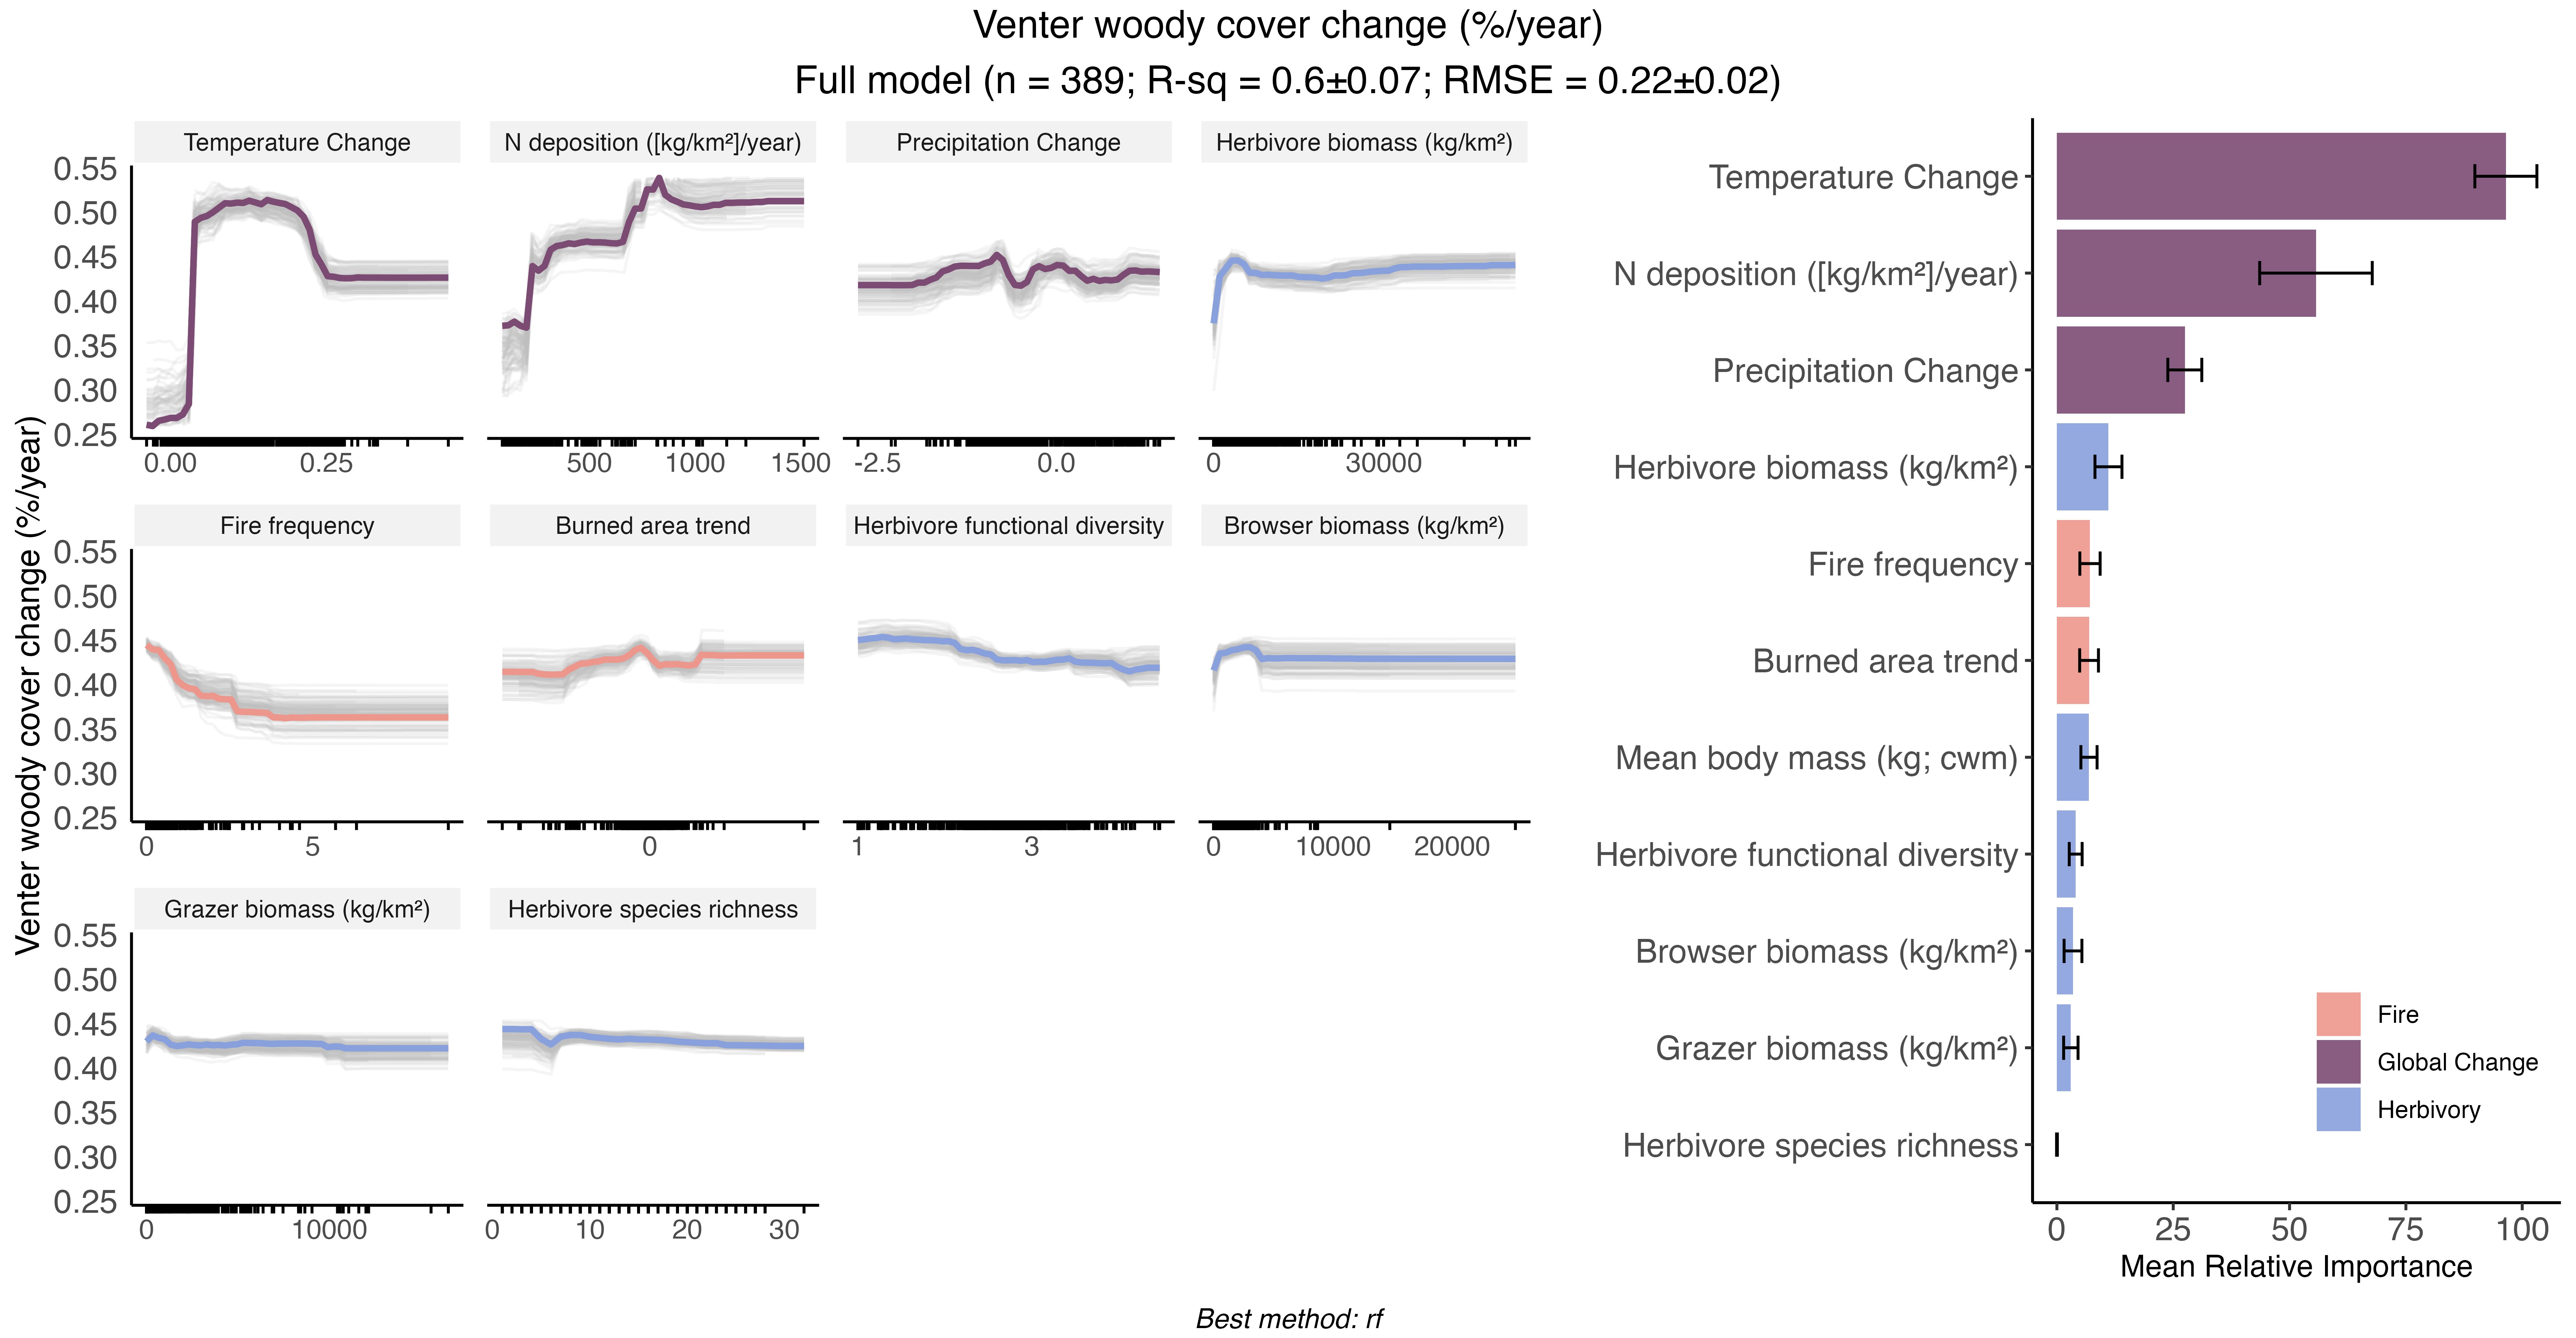 Venter woody cover change (%/year)
Full model (n = 389; R-sq = 0.6±0.07; RMSE = 0.22±0.02)
Venter woody cover change (%/year)
Temperature Change
N deposition ([kg/km²]/year)
Precipitation Change
Herbivore biomass (kg/km²)
0.55
0.50
0.45
0.40
0.35
0.30
0.25
0.00 0.25
500 1000 1500
-2.5 0.0
0 30000
Fire frequency
Burned area trend
Herbivore functional diversity
Browser biomass (kg/km²)
0.55
0.50
0.45
0.40
0.35
0.30
0.25
0 5
0
1 3
0 10000 20000
Grazer biomass (kg/km²)
Herbivore species richness
0.55
0.50
0.45
0.40
0.35
0.30
0.25
0 10000
0 10 20 30
Temperature Change
N deposition ([kg/km²]/year)
Precipitation Change
Herbivore biomass (kg/km²)
Fire frequency
Burned area trend
Mean body mass (kg; cwm)
Herbivore functional diversity
Browser biomass (kg/km²)
Grazer biomass (kg/km²)
Herbivore species richness
Fire
Global Change
Herbivory
0 25 50 75 100
Mean Relative Importance
Best method: rf